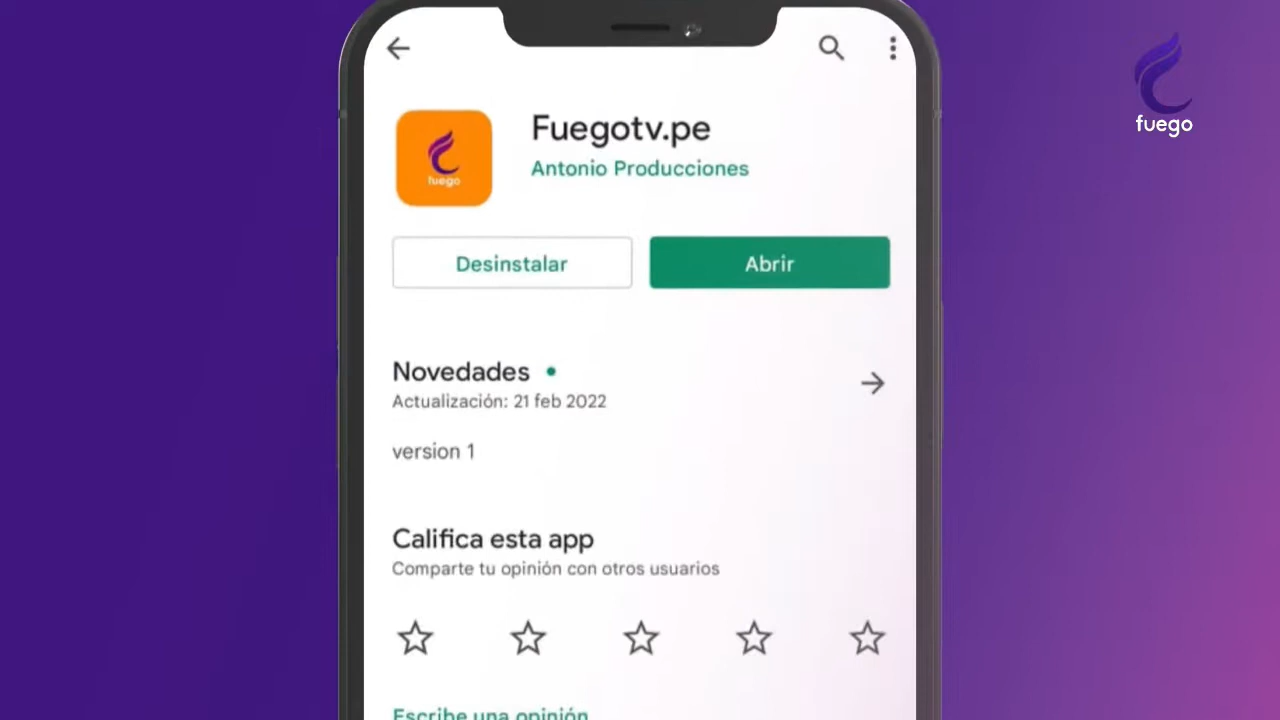 Fuegotv.pe
Antonio Producciones
fuego
fuego
Desinstalar
Abrir
Novedades
Actualización: 21 feb 2022
version 1
Califica esta app
Comparte tu opinión con otros usuarios
Escribe una opinión